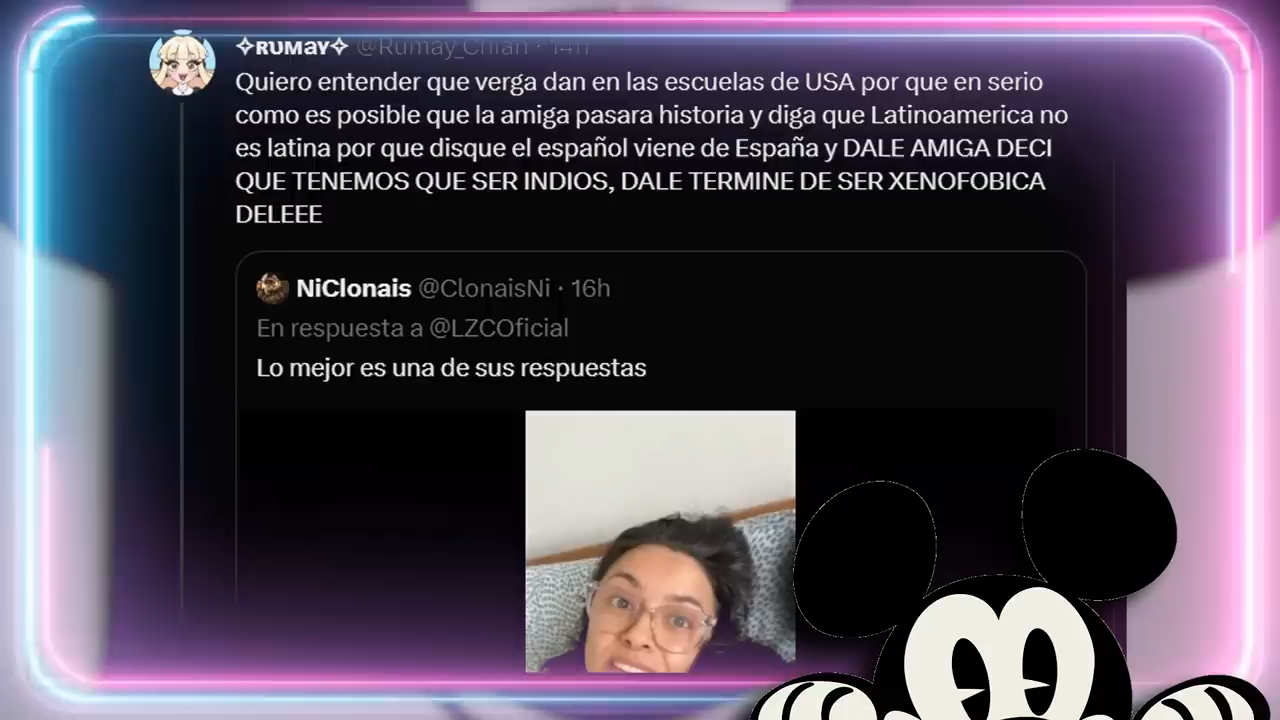 ✧ʀᴜᴍᴀʏ✧ @Rumay_Chian · 14h
Quiero entender que verga dan en las escuelas de USA por que en serio
como es posible que la amiga pasara historia y diga que Latinoamerica no
es latina por que disque el español viene de España y DALE AMIGA DECI
QUE TENEMOS QUE SER INDIOS, DALE TERMINE DE SER XENOFOBICA
DELEEE
NiClonais @ClonaisNi · 16h
En respuesta a @LZCOficial
Lo mejor es una de sus respuestas